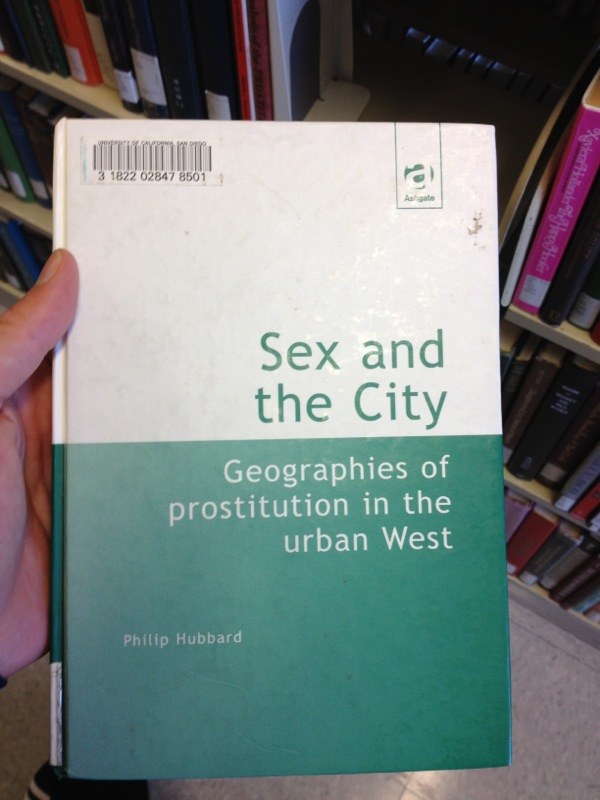 UNIVERSITY OF CALIFORNIA, SAN DIEGO
3 1822 02847 8501
a
Ashgate
Sex and
the City
Geographies of
prostitution in the
urban West
Philip Hubbard